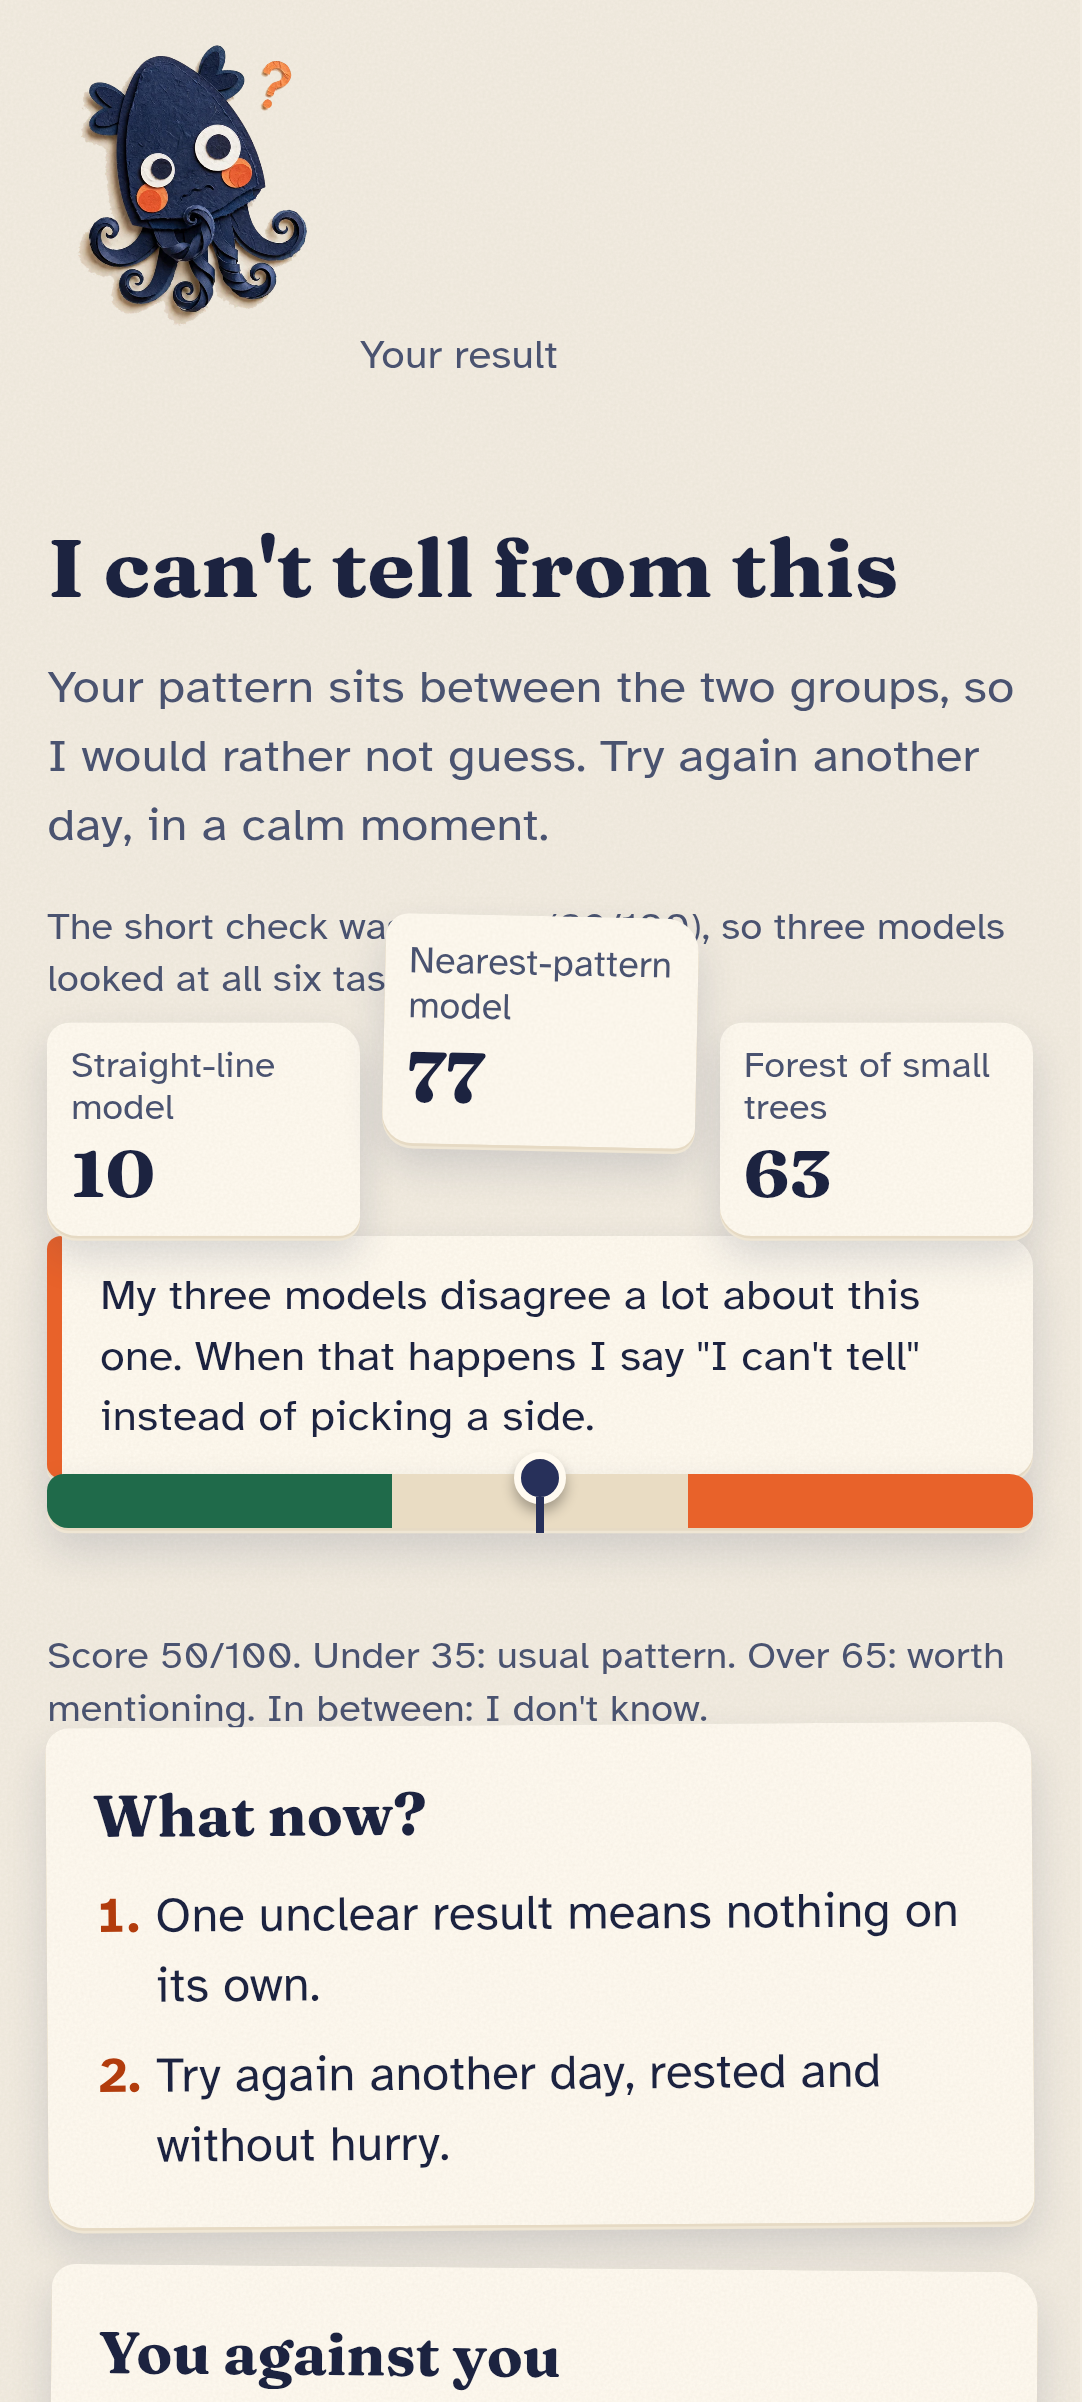 ?
Your result
I can't tell from this
Your pattern sits between the two groups, so
I would rather not guess. Try again another
day, in a calm moment.
The short check so three models
looked at all six
Nearest-pattern
model
77
Straight-line
model
10
Forest of small
trees
63
My three models disagree a lot about this
one. When that happens I say "I can't tell"
instead of picking a side.
Score 50/100. Under 35: usual pattern. Over 65: worth
mentioning. In between: I don't know.
What now?
1. One unclear result means nothing on
its own.
2. Try again another day, rested and
without hurry.
You against you